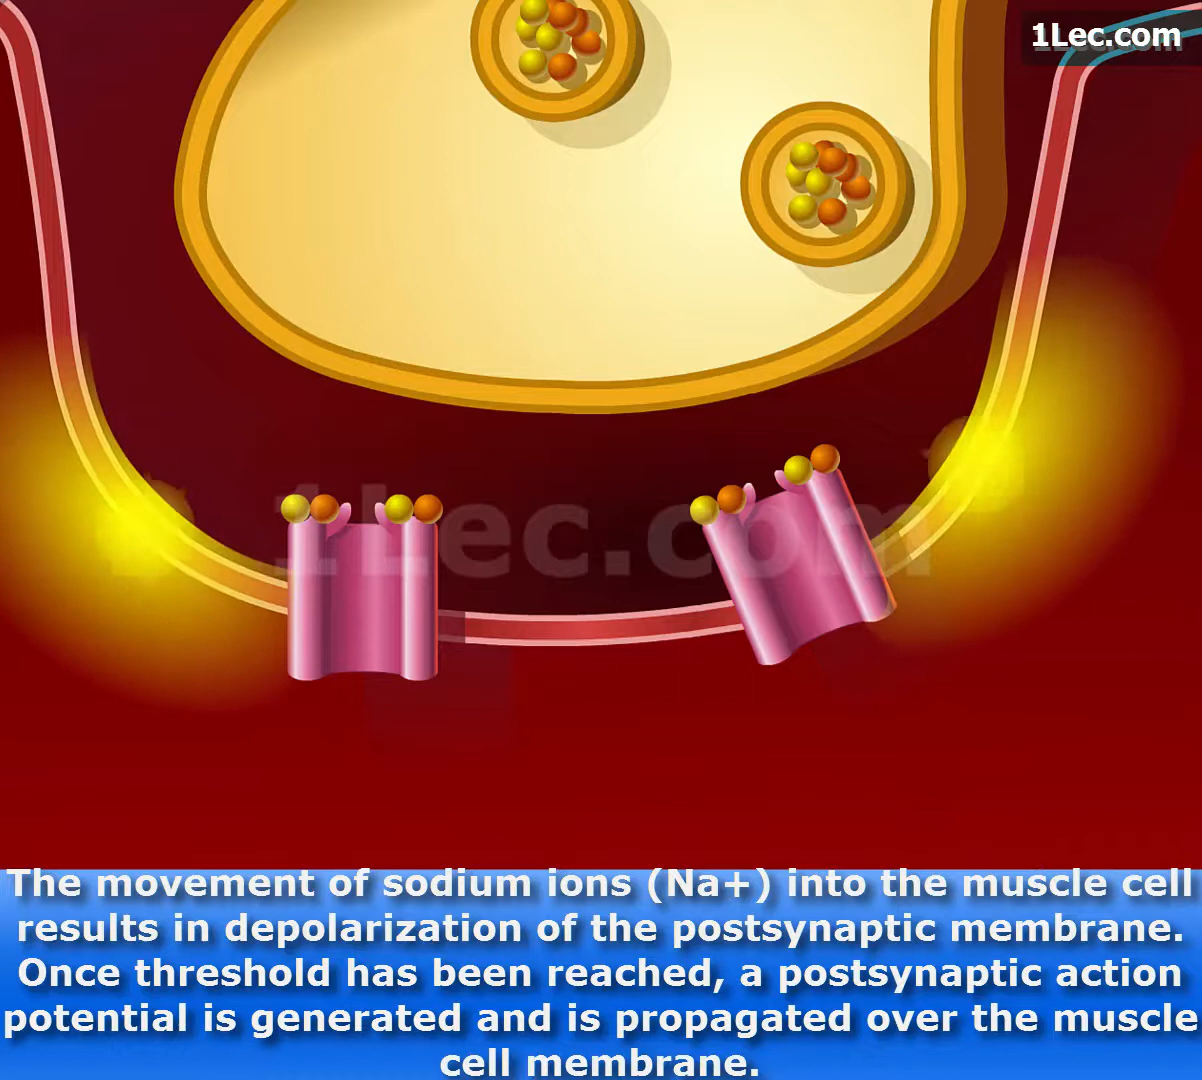 1Lec.com
1Lec.com
The movement of sodium ions (Na+) into the muscle cell
results in depolarization of the postsynaptic membrane.
Once threshold has been reached, a postsynaptic action
potential is generated and is propagated over the muscle
cell membrane.